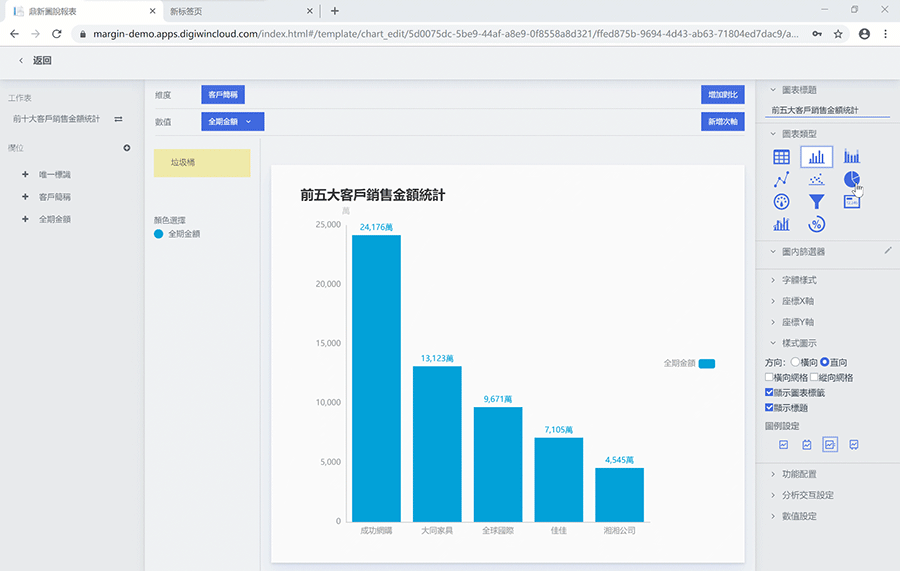 鼎新圖說報表
新标签页
margin-demo.apps.digiwincloud.com/index.html#/template/chart_edit/5d0075dc-5be9-44af-a8e9-0f8558a8d321/ffed875b-9694-4d43-ab63-71804ed7dac9/a...
返回
工作表
前十大客戶銷售金額統計
欄位
唯一標識
客戶簡稱
全期金額
維度
客戶簡稱
增加對比
數值
全期金額
新增次軸
垃圾桶
顏色選擇
全期金額
前五大客戶銷售金額統計
萬
25,000
20,000
15,000
10,000
5,000
0
24,176萬
13,123萬
9,671萬
7,105萬
4,545萬
成功網購
大同家具
全球國際
佳佳
湘湘公司
全期金額
圖表標題
前五大客戶銷售金額統計
圖表類型
圖內篩選器
字體樣式
座標X軸
座標Y軸
樣式圖示
方向: 橫向 直向
橫向網格 縱向網格
顯示圖表標籤
顯示標題
圖例設定
功能配置
分析交互設定
數值設定